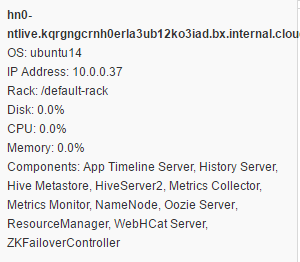 hn0-
ntlive.kqrgngcrnh0erla3ub12ko3iad.bx.internal.clou
OS: ubuntu14
IP Address: 10.0.0.37
Rack: /default-rack
Disk: 0.0%
CPU: 0.0%
Memory: 0.0%
Components: App Timeline Server, History Server,
Hive Metastore, HiveServer2, Metrics Collector,
Metrics Monitor, NameNode, Oozie Server,
ResourceManager, WebHCat Server,
ZKFailoverController